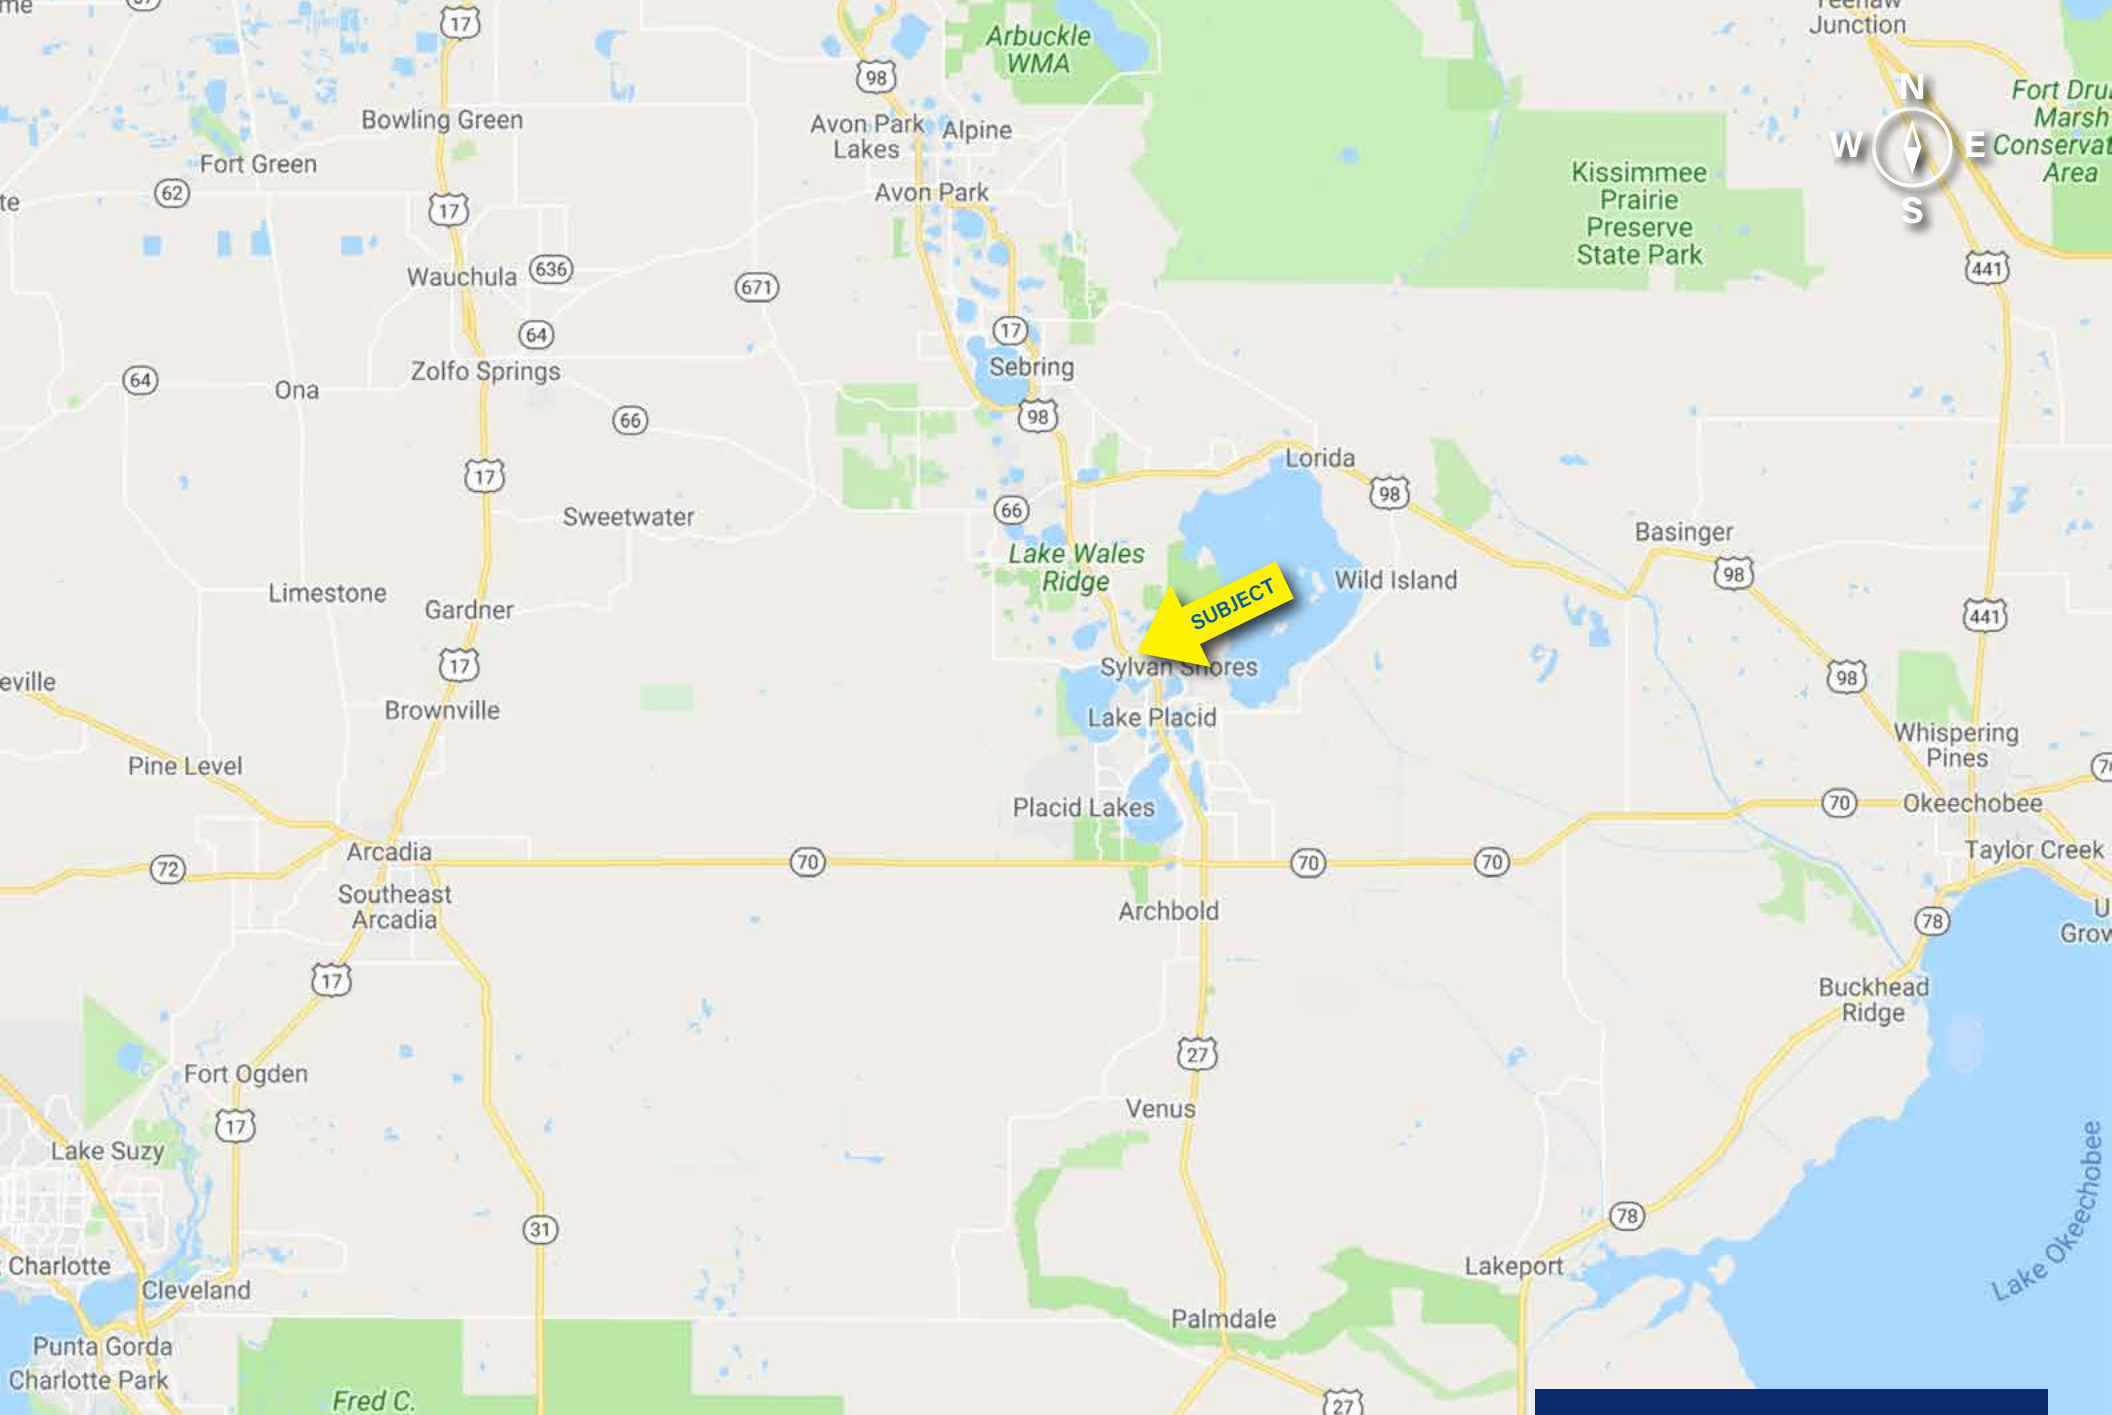 17
Arbuckle
WMA
Junction
98
N
Fort Dru
Marsh
W
E
Conservat
Area
S
Bowling Green
Avon Park
Lakes
Alpine
Fort Green
62
Kissimmee
Prairie
Preserve
State Park
Avon Park
17
te
Wauchula
636
671
441
64
17
Zolfo Springs
Sebring
64
Ona
66
98
17
Lorida
98
66
Sweetwater
Basinger
Lake Wales
Ridge
Wild Island
98
Limestone
Gardner
SUBJECT
441
17
Sylvan Shores
eville
98
Brownville
Lake Placid
Whispering
Pines
Pine Level
70
Okeechobee
Placid Lakes
Arcadia
72
70
70
70
Taylor Creek
Southeast
Arcadia
Archbold
78
U
Grov
17
Buckhead
Ridge
27
Fort Ogden
Venus
17
Lake Suzy
31
78
Lake Okeechobee
Charlotte
Lakeport
Cleveland
Palmdale
Punta Gorda
Charlotte Park
Fred C.
27